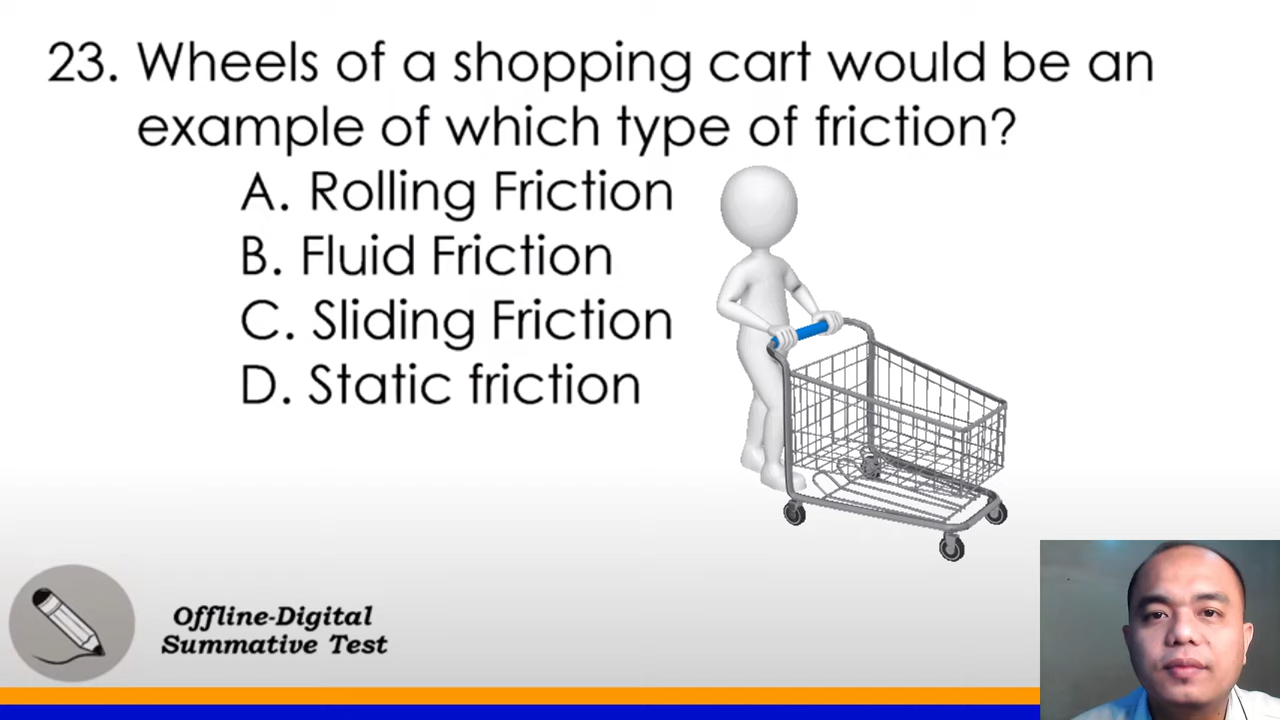 23. Wheels of a shopping cart would be an
example of which type of friction?
A. Rolling Friction
B. Fluid Friction
C. Sliding Friction
D. Static friction
Offline-Digital
Summative Test